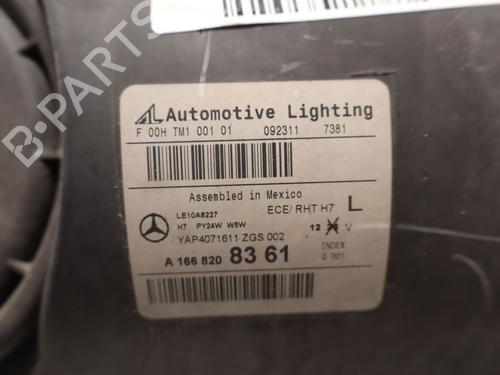 AL Automotive Lighting
F 00H TM1 001 01 092311 7381
Assembled in Mexico
LE10A8227 ECE/ RHT H7 L
H7 PY24W W5W 12 V
YAP4071611 ZGS 002 INDEX
A 166 820 83 61 G 001
B-PARTS